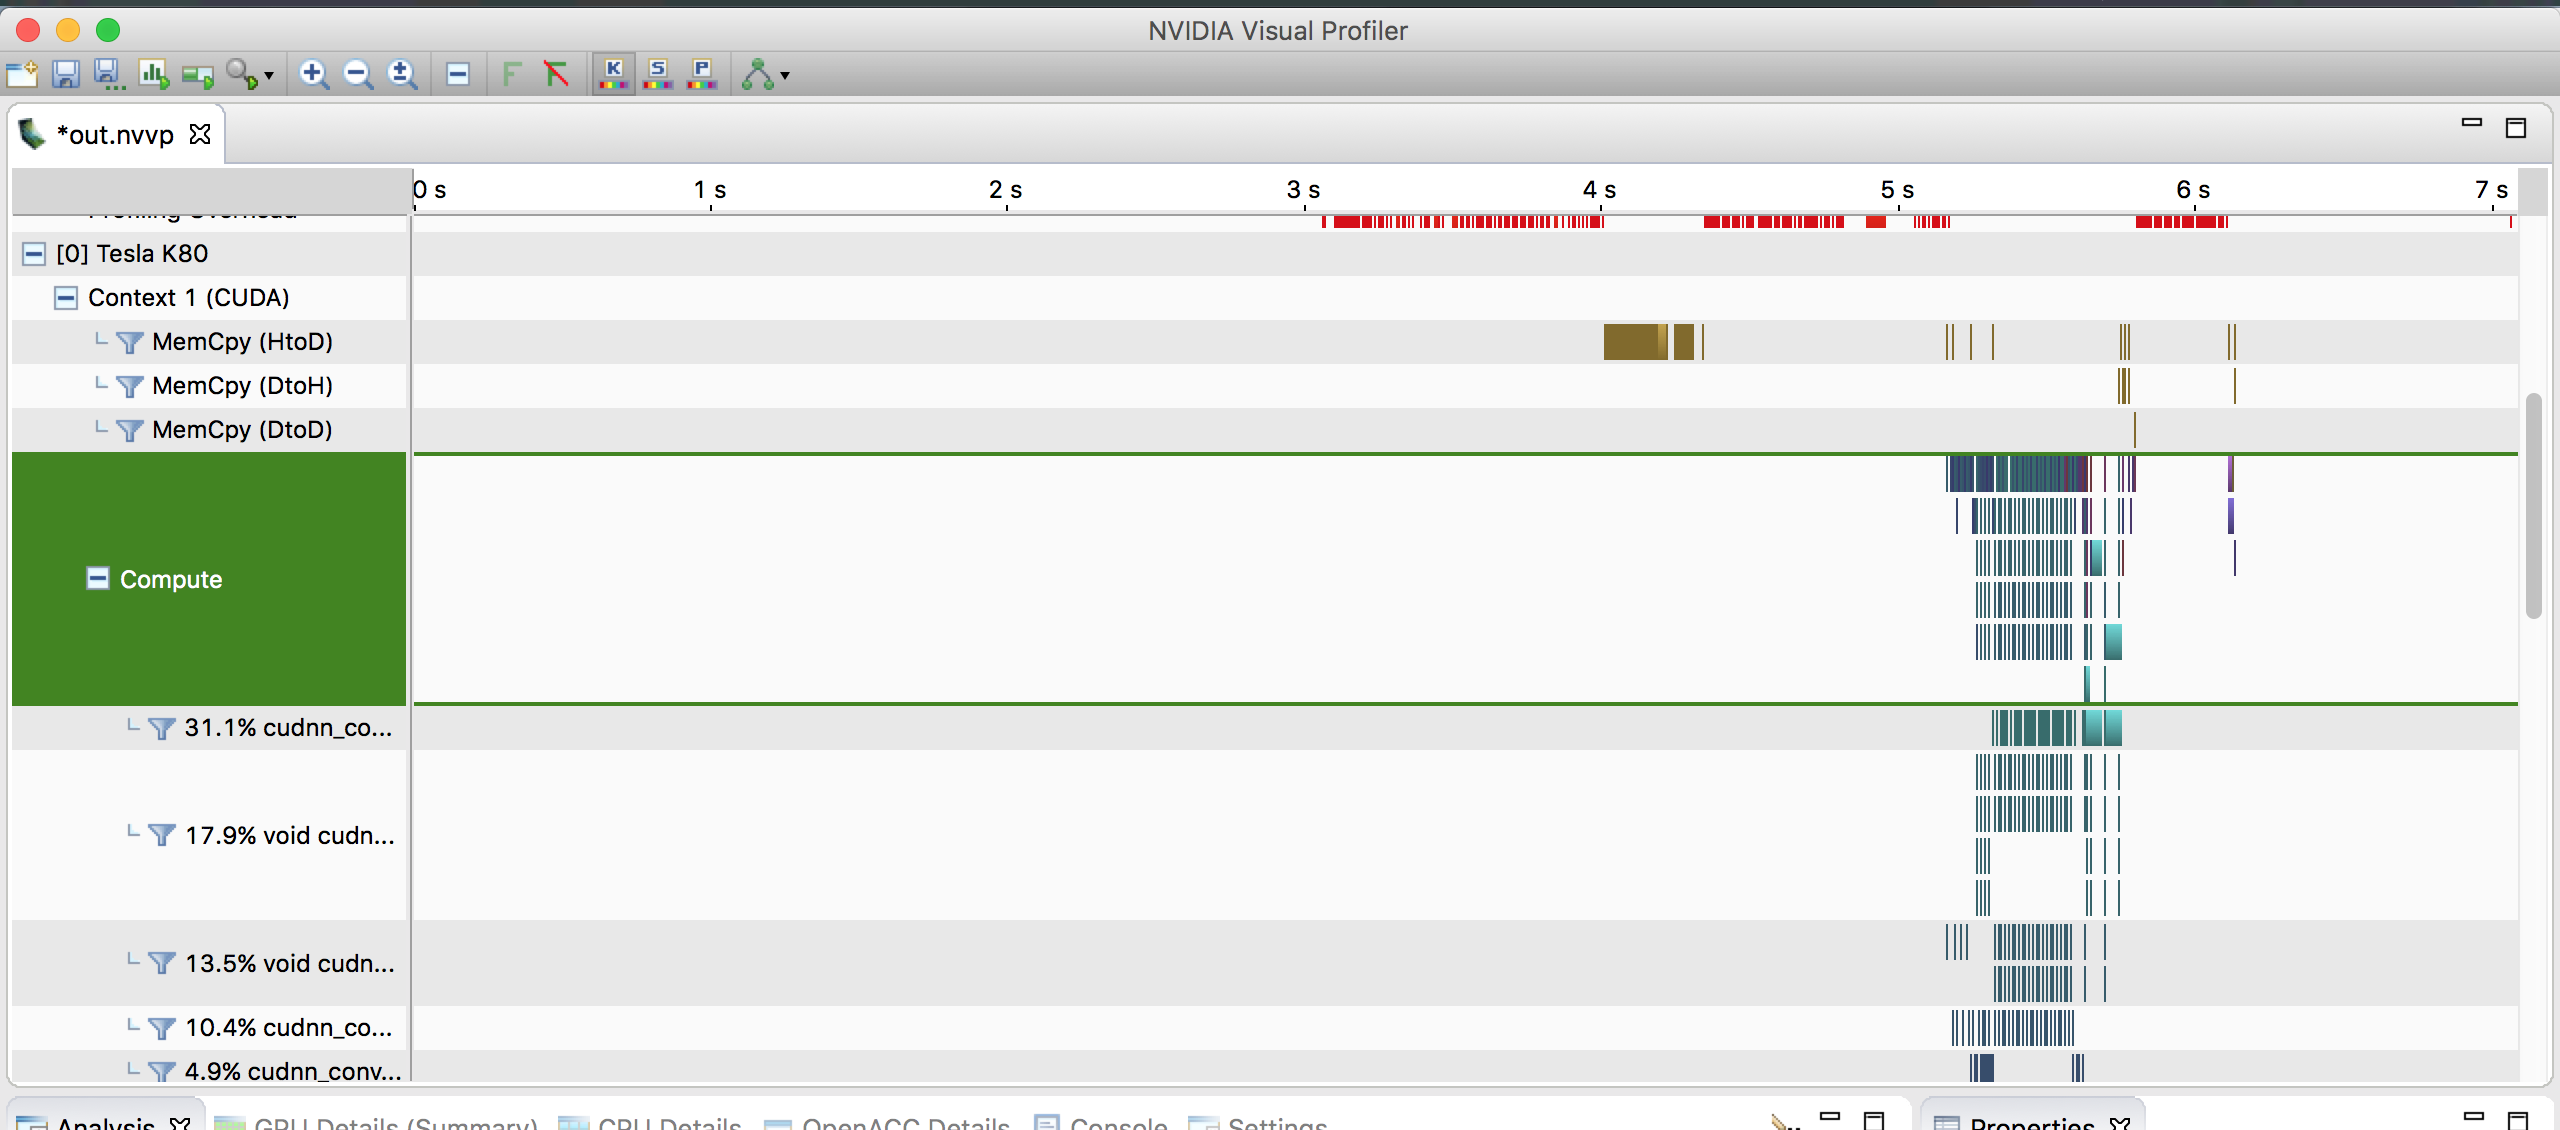 NVIDIA Visual Profiler
F
K S P
*out.nvvp
0 s 1 s 2 s 3 s 4 s 5 s 6 s 7 s
Profiling Overhead
[0] Tesla K80
Context 1 (CUDA)
MemCpy (HtoD)
MemCpy (DtoH)
MemCpy (DtoD)
Compute
31.1% cudnn_co...
17.9% void cudn...
13.5% void cudn...
10.4% cudnn_co...
4.9% cudnn_conv...
Analysis GPU Details (Summary) CPU Details OpenACC Details Console Settings Properties